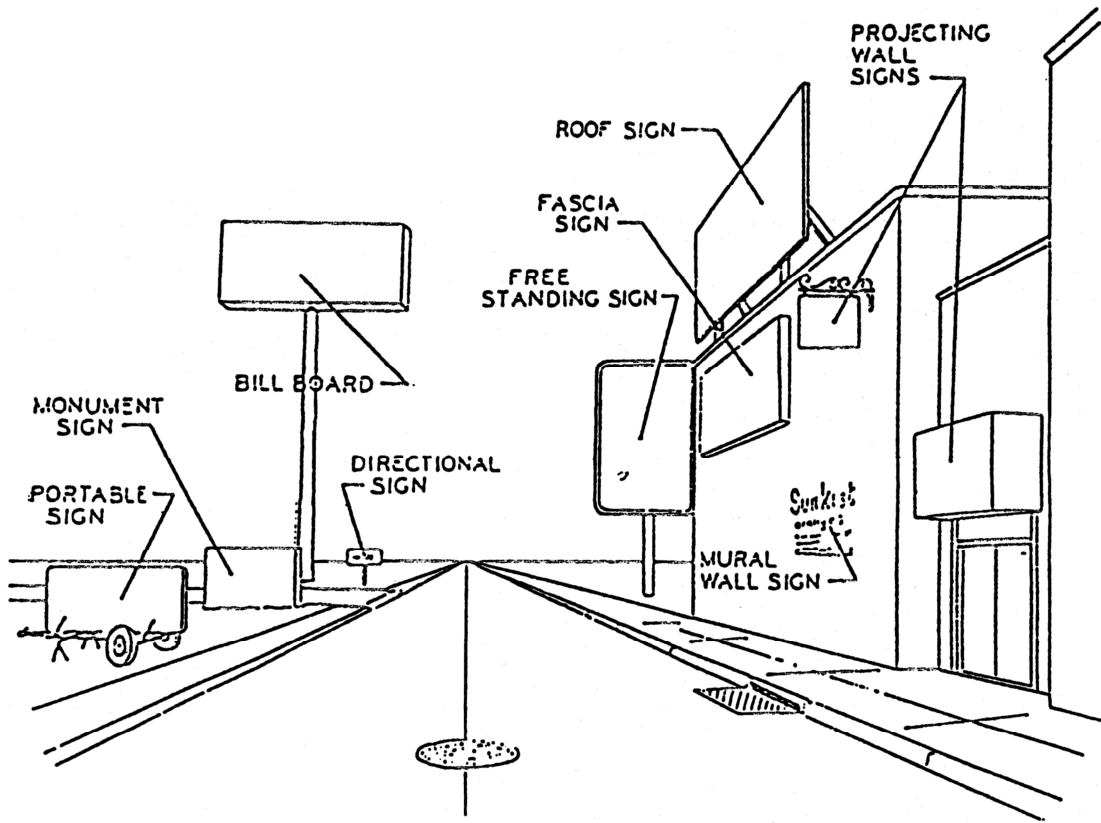 PROJECTING
WALL
SIGNS
ROOF SIGN
FASCIA
SIGN
FREE
STANDING SIGN
BILL BOARD
MONUMENT
SIGN
DIRECTIONAL
SIGN
PORTABLE
SIGN
Sunkist
oranges
MURAL
WALL SIGN